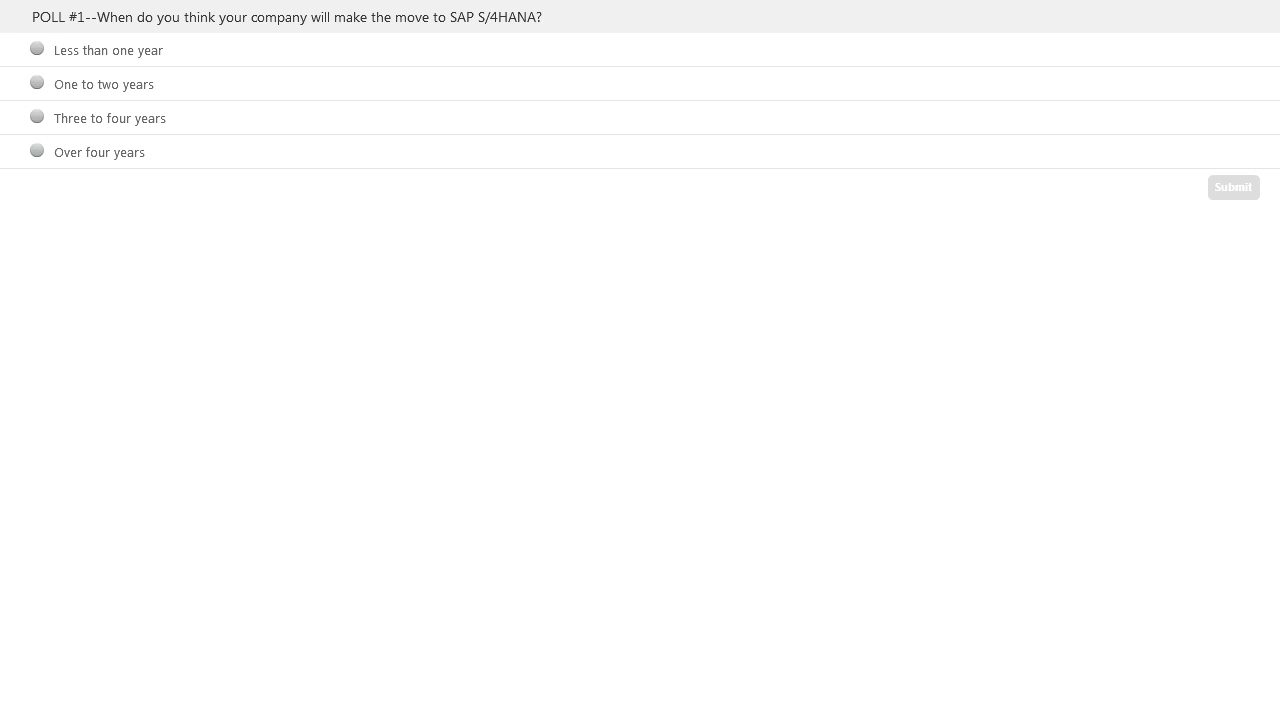 POLL #1--When do you think your company will make the move to SAP S/4HANA?
Less than one year
One to two years
Three to four years
Over four years
Submit